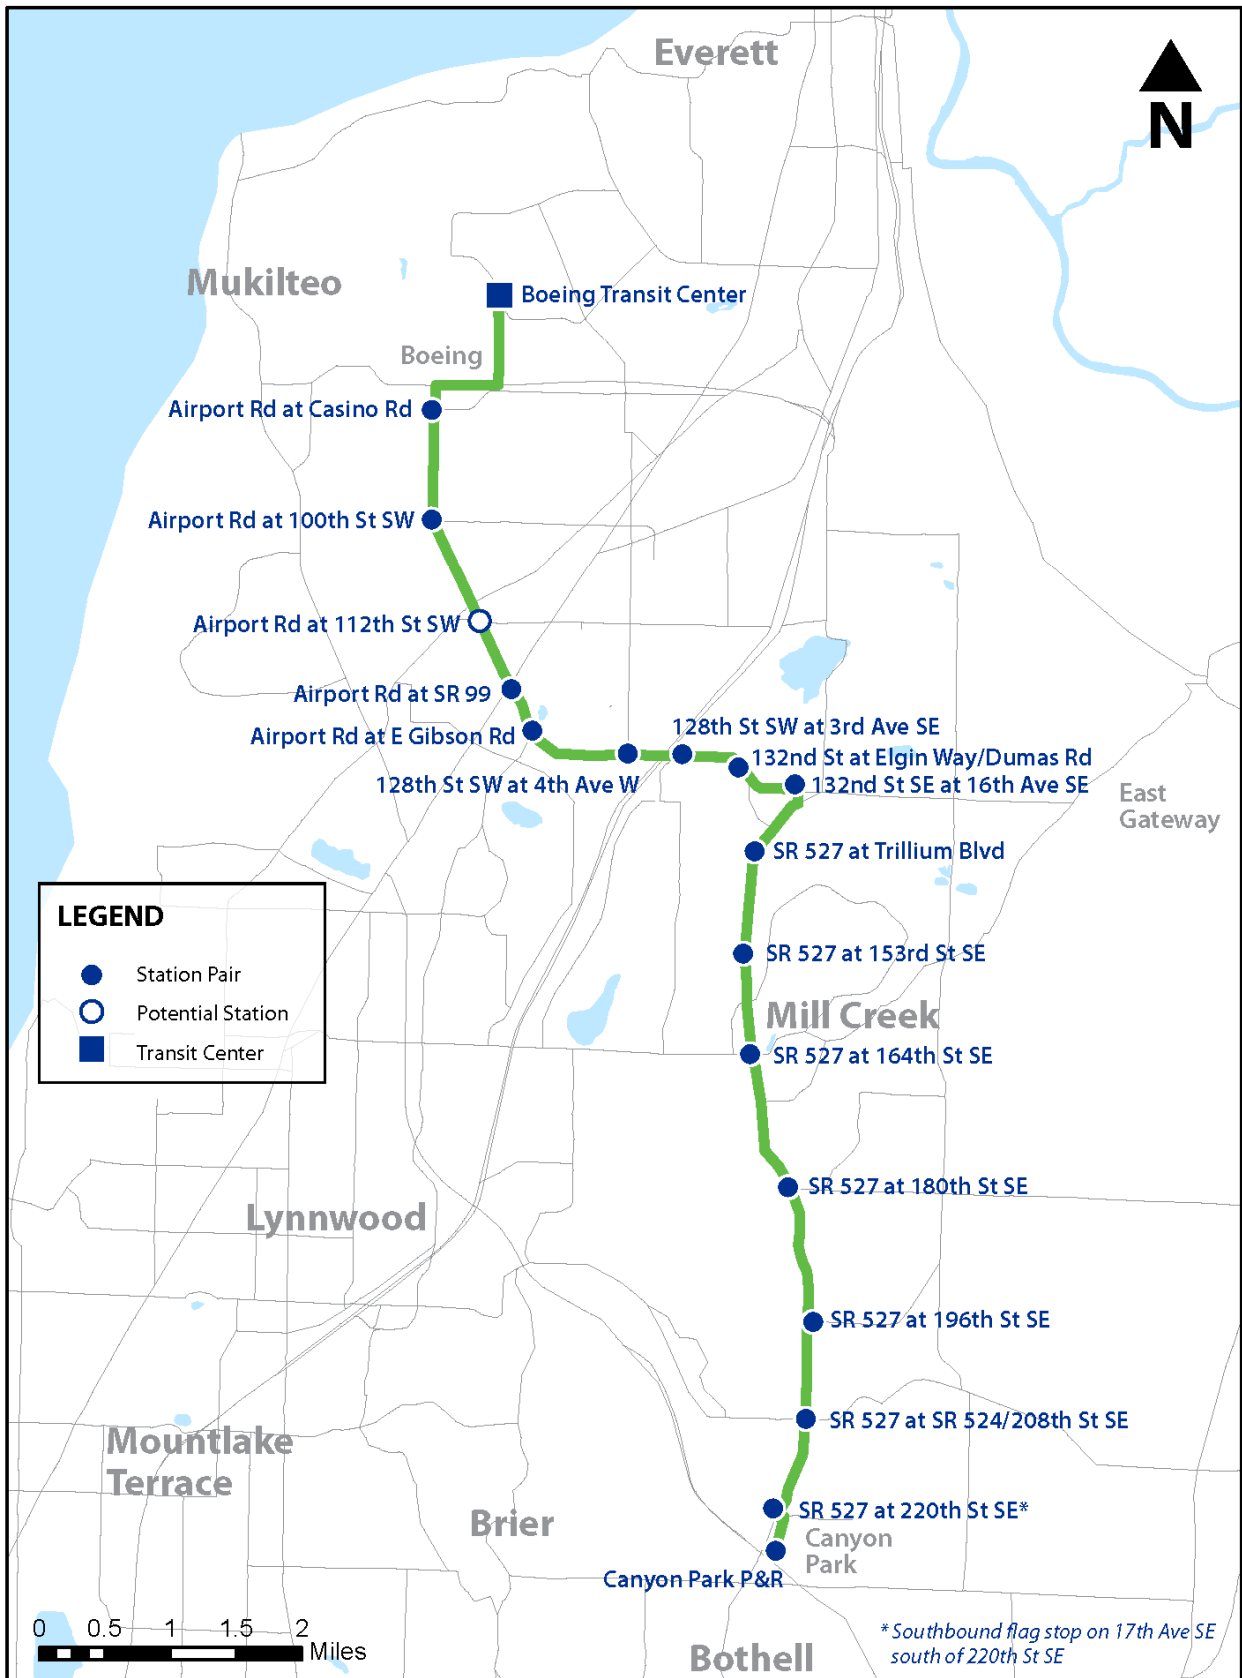 Everett
N
Mukilteo
Boeing Transit Center
Boeing
Airport Rd at Casino Rd
Airport Rd at 100th St SW
Airport Rd at 112th St SW
Airport Rd at SR 99
128th St SW at 3rd Ave SE
Airport Rd at E Gibson Rd
132nd St at Elgin Way/Dumas Rd
128th St SW at 4th Ave W
132nd St SE at 16th Ave SE
East
Gateway
SR 527 at Trillium Blvd
LEGEND
Station Pair
Potential Station
Transit Center
SR 527 at 153rd St SE
Mill Creek
SR 527 at 164th St SE
SR 527 at 180th St SE
Lynnwood
SR 527 at 196th St SE
SR 527 at SR 524/208th St SE
Mountlake
Terrace
SR 527 at 220th St SE*
Brier
Canyon
Park
Canyon Park P&R
0 0.5 1 1.5 2
Miles
* Southbound flag stop on 17th Ave SE
south of 220th St SE
Bothell